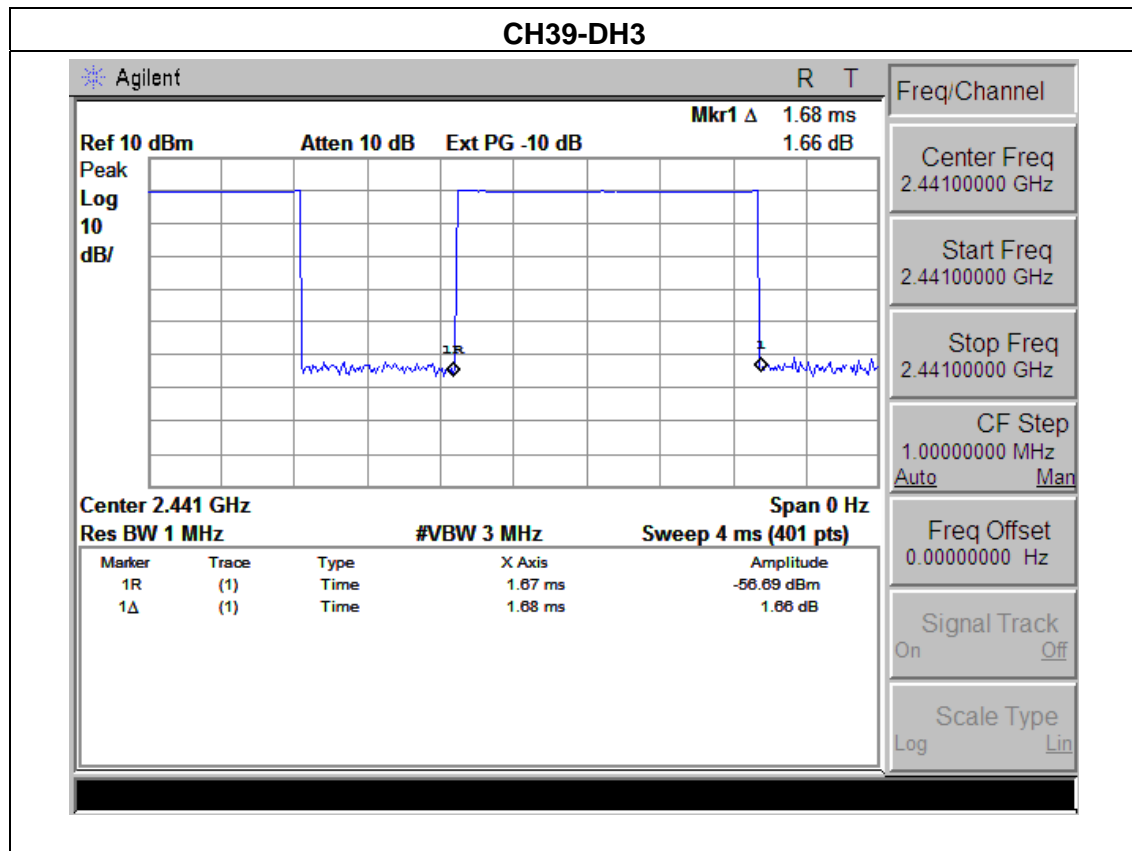 CH39-DH3
Agilent R T
Mkr1 Δ 1.68 ms
Ref 10 dBm Atten 10 dB Ext PG -10 dB 1.66 dB
Peak
Log
10
dB/
1R
1
Center 2.441 GHz Span 0 Hz
Res BW 1 MHz #VBW 3 MHz Sweep 4 ms (401 pts)
Marker Trace Type X Axis Amplitude
1R (1) Time 1.67 ms -56.69 dBm
1Δ (1) Time 1.68 ms 1.66 dB
Freq/Channel
Center Freq
2.44100000 GHz
Start Freq
2.44100000 GHz
Stop Freq
2.44100000 GHz
CF Step
1.00000000 MHz
Auto Man
Freq Offset
0.00000000 Hz
Signal Track
On Off
Scale Type
Log Lin